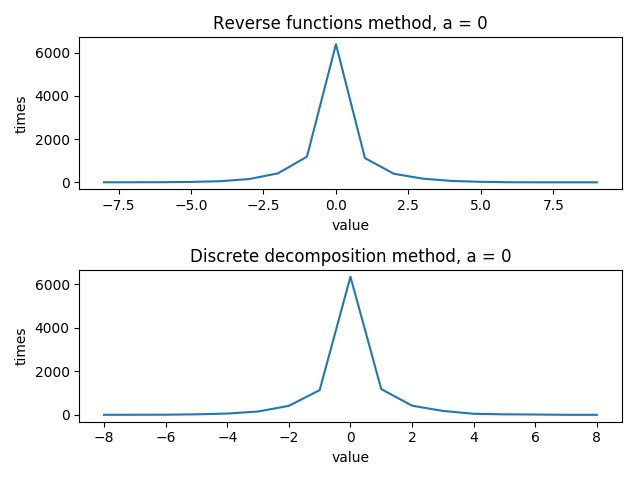 Reverse functions method, a = 0
6000
4000
2000
0
times
−7.5 −5.0 −2.5 0.0 2.5 5.0 7.5
value
Discrete decomposition method, a = 0
6000
4000
2000
0
times
−8 −6 −4 −2 0 2 4 6 8
value